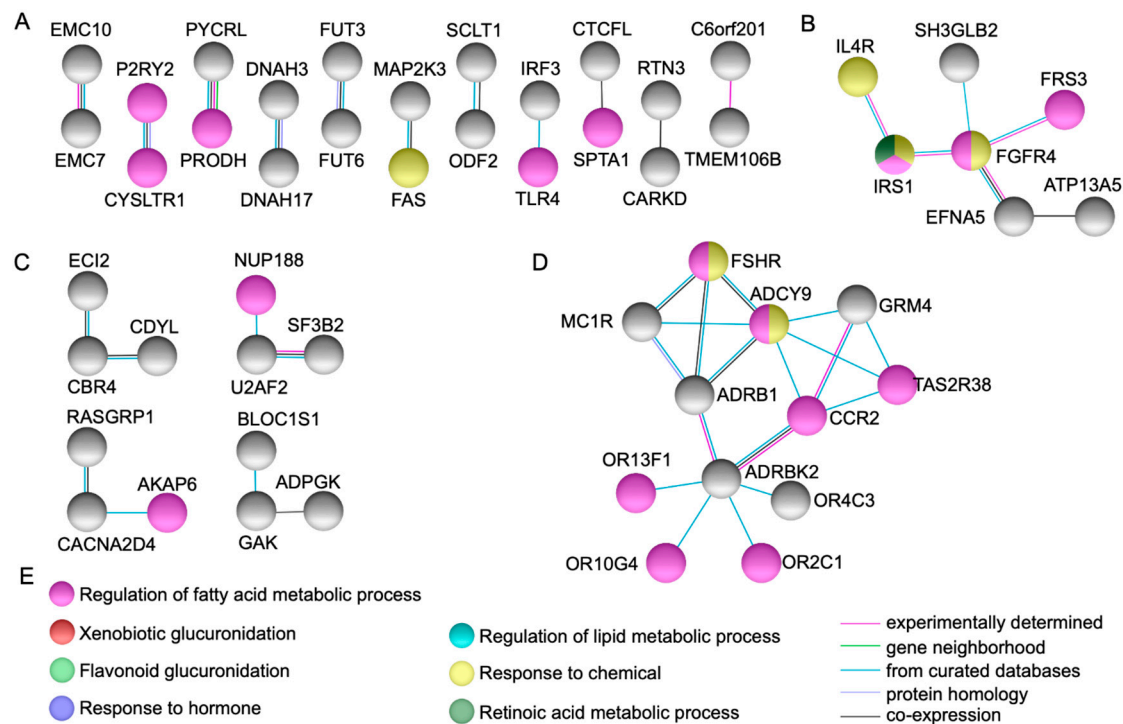 A
EMC10
PYCRL
FUT3
SCLT1
CTCFL
C6orf201
P2RY2
DNAH3
MAP2K3
IRF3
RTN3
EMC7
PRODH
FUT6
ODF2
SPTA1
TMEM106B
CYSLTR1
DNAH17
FAS
TLR4
CARKD
B
IL4R
SH3GLB2
FRS3
FGFR4
IRS1
ATP13A5
EFNA5
C
ECI2
NUP188
CDYL
SF3B2
CBR4
U2AF2
RASGRP1
BLOC1S1
AKAP6
ADPGK
CACNA2D4
GAK
D
FSHR
ADCY9
MC1R
GRM4
ADRB1
TAS2R38
CCR2
OR13F1
ADRBK2
OR4C3
OR10G4
OR2C1
E
Regulation of fatty acid metabolic process
Xenobiotic glucuronidation
Flavonoid glucuronidation
Response to hormone
Regulation of lipid metabolic process
Response to chemical
Retinoic acid metabolic process
experimentally determined
gene neighborhood
from curated databases
protein homology
co-expression